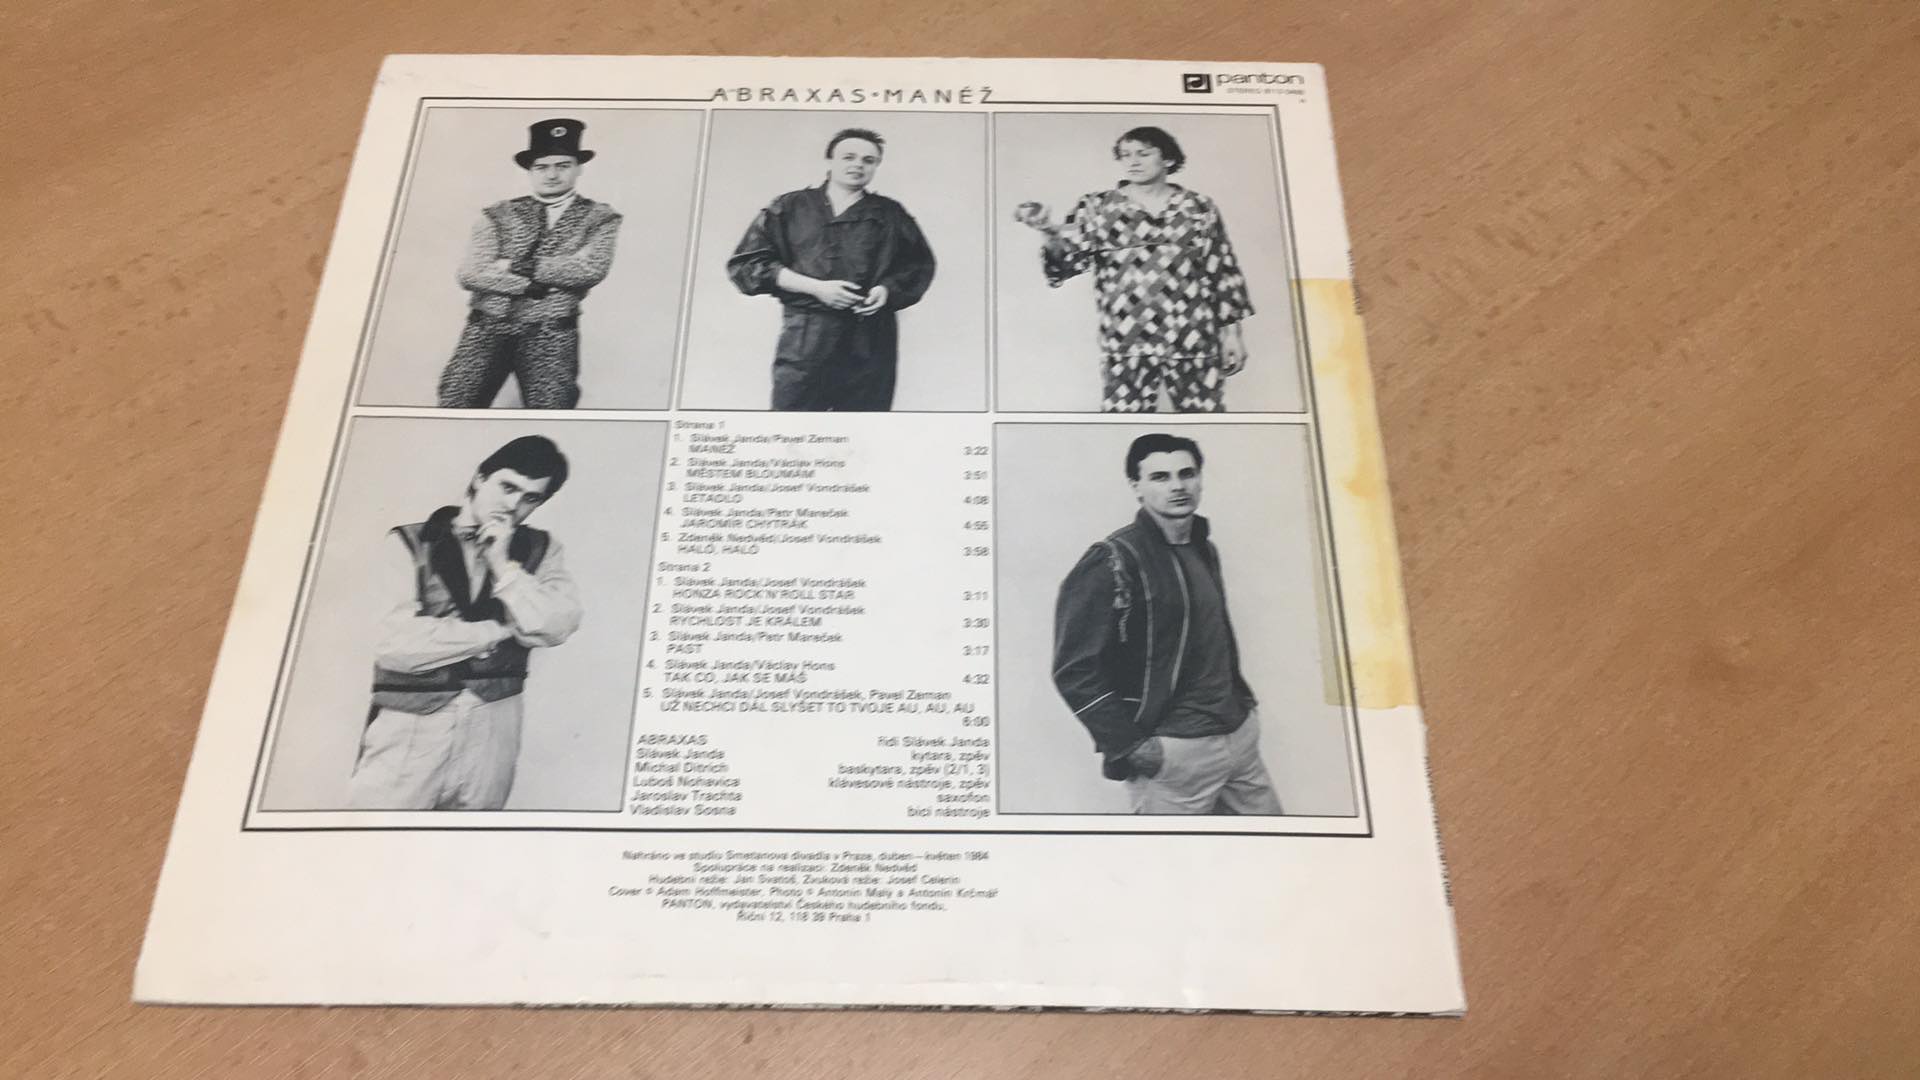 ABRAXAS • MANÉŽ
panton
STEREO
Strana 1
1. Slávek Janda/Pavel Zeman
MANÉŽ 3:22
2. Slávek Janda/Václav Hons
MĚSTEM BLOUMÁM 3:51
3. Slávek Janda/Josef Vondrášek
LETADLO 4:08
4. Slávek Janda/Petr Mareček
JAROMÍR CHYTRÁK 4:55
5. Zdeněk Nedvěd/Josef Vondrášek
HALÓ, HALÓ 3:58
Strana 2
1. Slávek Janda/Josef Vondrášek
HONZA ROCK'N'ROLL STAR 3:11
2. Slávek Janda/Josef Vondrášek
RYCHLOST JE KRÁLEM 3:30
3. Slávek Janda/Petr Mareček
PAST 3:17
4. Slávek Janda/Václav Hons
TAK CO, JAK SE MÁŠ 4:32
5. Slávek Janda/Josef Vondrášek, Pavel Zeman
UŽ NECHCI DÁL SLYŠET TO TVOJE AU, AU, AU
6:00
ABRAXAS řídí Slávek Janda
Slávek Janda kytara, zpěv
Michal Ditrich baskytara, zpěv (2/1, 3)
Luboš Nohavica klávesové nástroje, zpěv
Jaroslav Trachta saxofon
Vladislav Sosna bicí nástroje
Nahráno ve studiu Smetanova divadla v Praze, duben—květen 1984
Spolupráce na realizaci: Zdeněk Nedvěd
Hudební režie: Jan Svatoš, Zvuková režie: Josef Celerin
Cover © Adam Hoffmeister, Photo © Antonín Malý a Antonín Krčmář
PANTON, vydavatelství Českého hudebního fondu,
Říční 12, 118 39 Praha 1